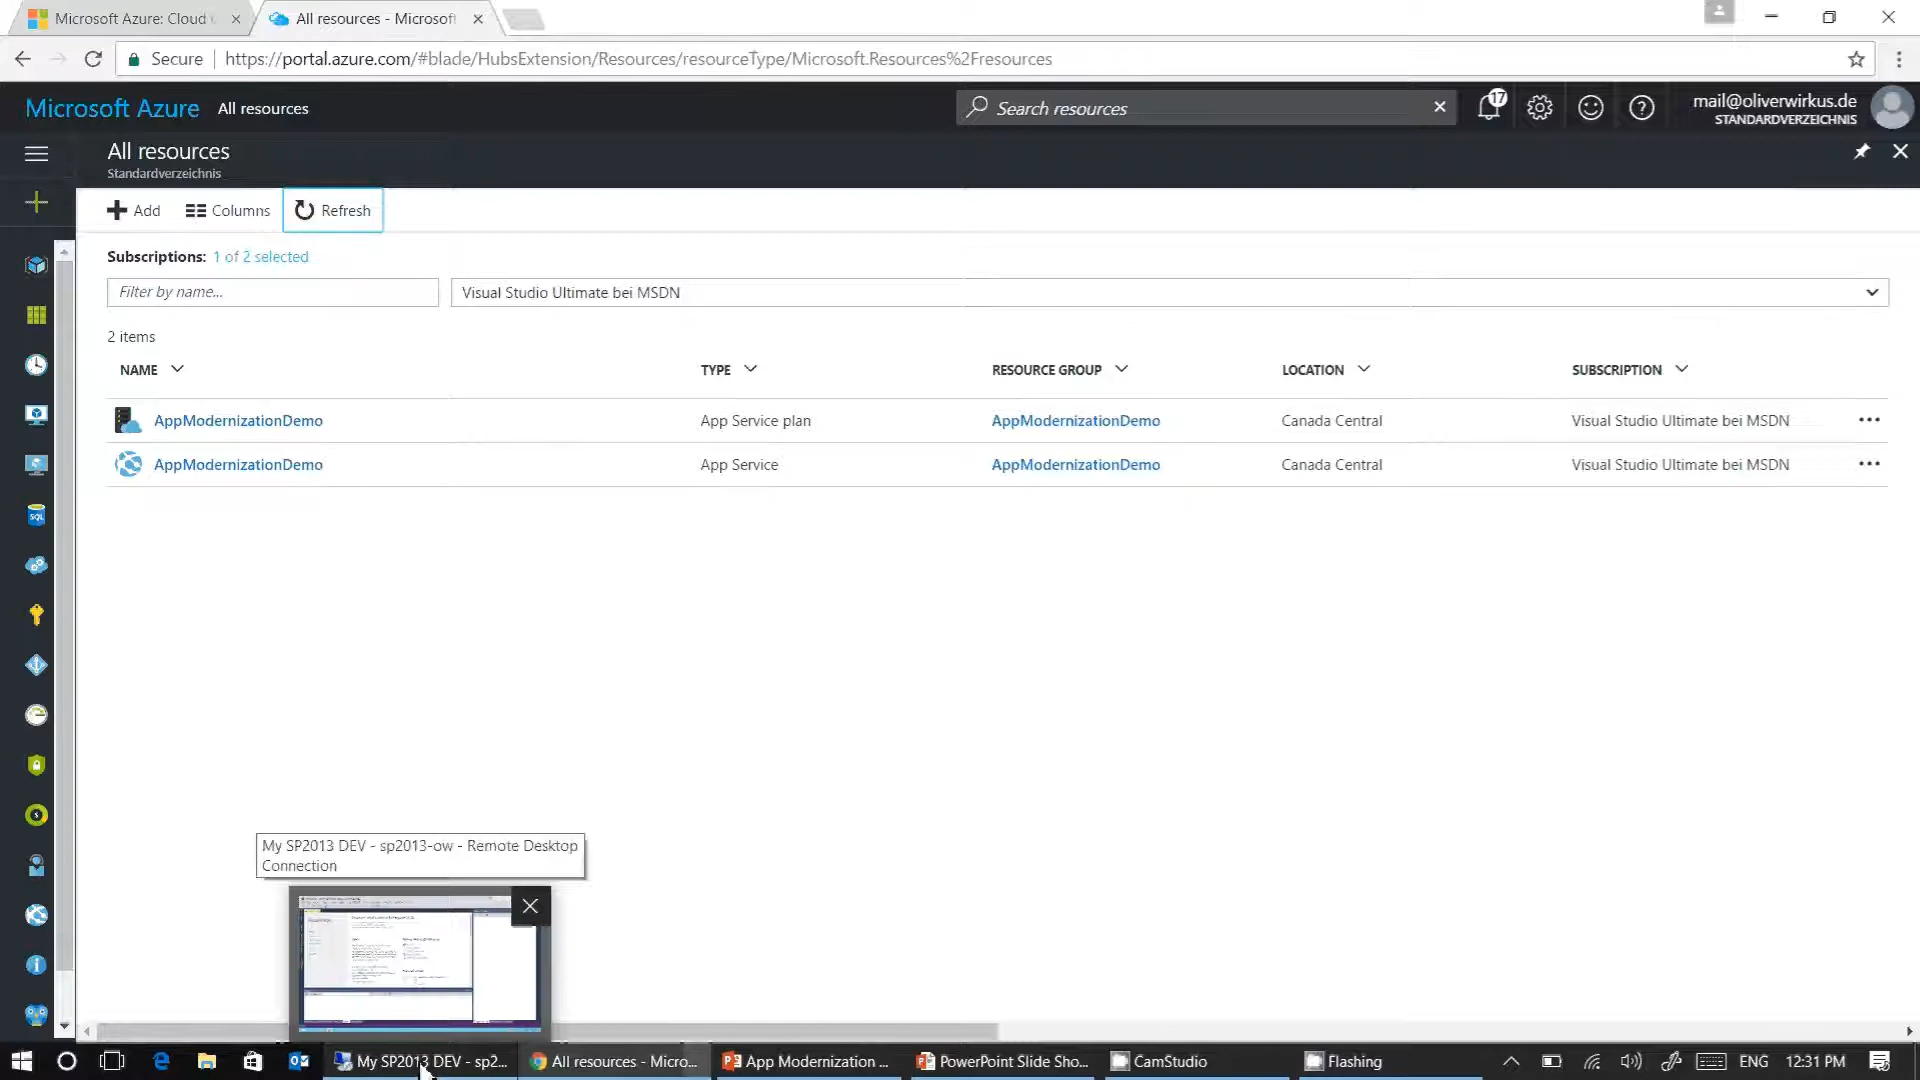 Microsoft Azure: Cloud
All resources - Microsof
Secure
https://portal.azure.com/#blade/HubsExtension/Resources/resourceType/Microsoft.Resources%2Fresources
Microsoft Azure All resources
Search resources
17
mail@oliverwirkus.de
STANDARDVERZEICHNIS
All resources
Standardverzeichnis
Add
Columns
Refresh
Subscriptions: 1 of 2 selected
Filter by name...
Visual Studio Ultimate bei MSDN
2 items
NAME TYPE RESOURCE GROUP LOCATION SUBSCRIPTION
AppModernizationDemo App Service plan AppModernizationDemo Canada Central Visual Studio Ultimate bei MSDN
AppModernizationDemo App Service AppModernizationDemo Canada Central Visual Studio Ultimate bei MSDN
My SP2013 DEV - sp2013-ow - Remote Desktop
Connection
My SP2013 DEV - sp2...
All resources - Micro...
App Modernization ...
PowerPoint Slide Sho...
CamStudio
Flashing
ENG
12:31 PM